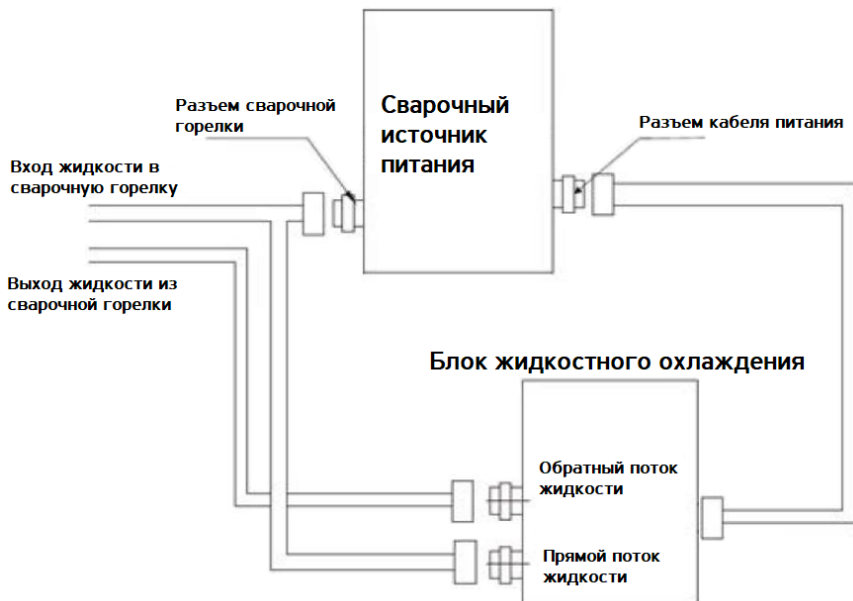 Разъем сварочной
горелки
Сварочный
источник
питания
Разъем кабеля питания
Вход жидкости в
сварочную горелку
Выход жидкости из
сварочной горелки
Блок жидкостного охлаждения
Обратный поток
жидкости
Прямой поток
жидкости